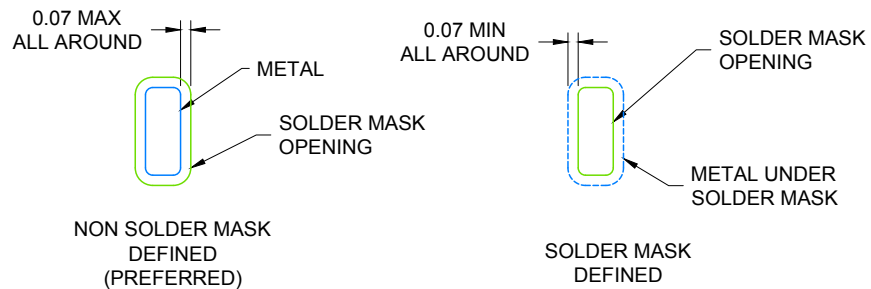 0.07 MAX
ALL AROUND
METAL
SOLDER MASK
OPENING
NON SOLDER MASK
DEFINED
(PREFERRED)
0.07 MIN
ALL AROUND
SOLDER MASK
OPENING
METAL UNDER
SOLDER MASK
SOLDER MASK
DEFINED